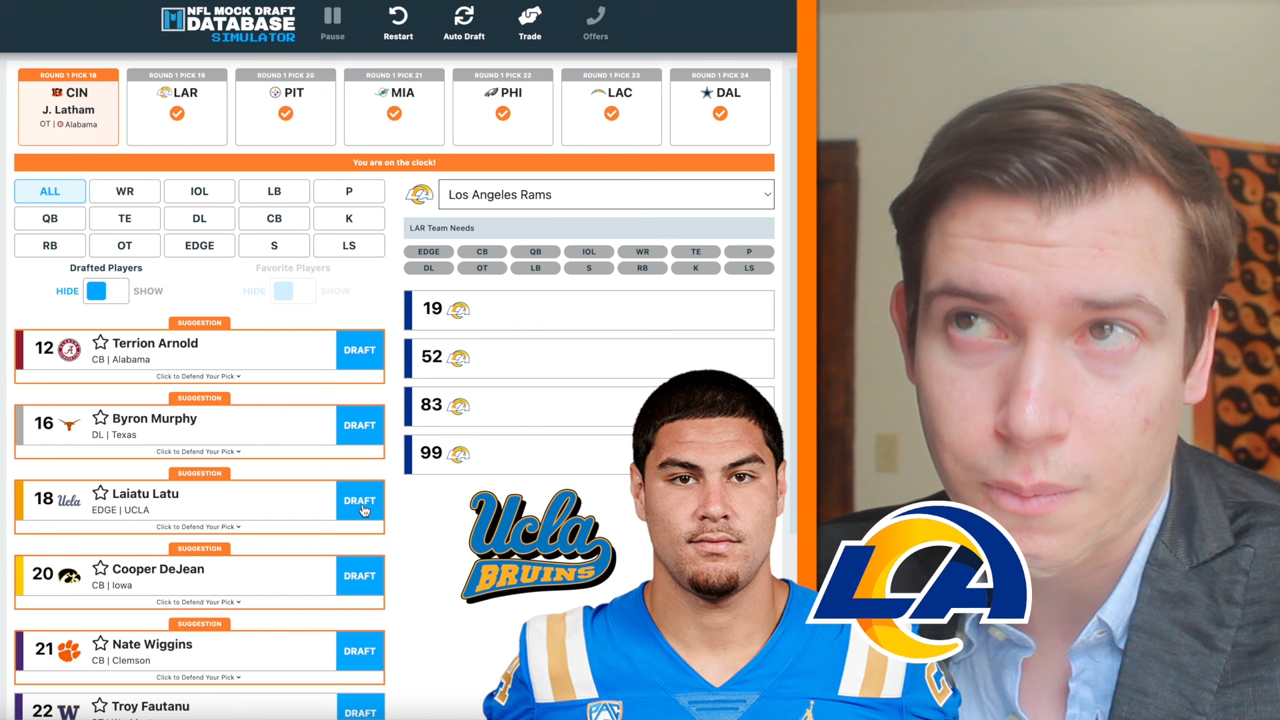 NFL MOCK DRAFT
DATABASE
SIMULATOR
Pause
Restart
Auto Draft
Trade
Offers
ROUND 1 PICK 18
CIN
J. Latham
OT | Alabama
ROUND 1 PICK 19
LAR
ROUND 1 PICK 20
PIT
ROUND 1 PICK 21
MIA
ROUND 1 PICK 22
PHI
ROUND 1 PICK 23
LAC
ROUND 1 PICK 24
DAL
You are on the clock!
ALL WR IOL LB P
QB TE DL CB K
RB OT EDGE S LS
Drafted Players
HIDE SHOW
Favorite Players
HIDE SHOW
Los Angeles Rams
LAR Team Needs
EDGE CB QB IOL WR TE P
DL OT LB S RB K LS
19
52
83
99
SUGGESTION
12 Terrion Arnold
CB | Alabama
DRAFT
Click to Defend Your Pick
SUGGESTION
16 Byron Murphy
DL | Texas
DRAFT
Click to Defend Your Pick
SUGGESTION
18 Ucla Laiatu Latu
EDGE | UCLA
DRAFT
Click to Defend Your Pick
SUGGESTION
20 Cooper DeJean
CB | Iowa
DRAFT
Click to Defend Your Pick
SUGGESTION
21 Nate Wiggins
CB | Clemson
DRAFT
Click to Defend Your Pick
22 W Troy Fautanu
DRAFT
Ucla
BRUINS
LA